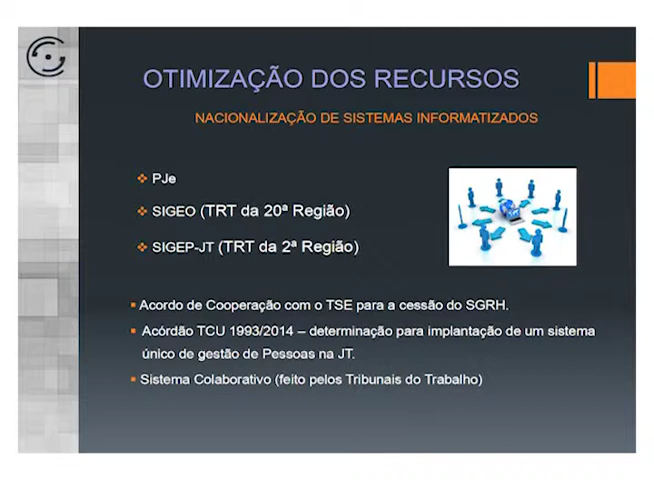 OTIMIZAÇÃO DOS RECURSOS
NACIONALIZAÇÃO DE SISTEMAS INFORMATIZADOS
PJe
SIGEO (TRT da 20ª Região)
SIGEP-JT (TRT da 2ª Região)
Acordo de Cooperação com o TSE para a cessão do SGRH.
Acórdão TCU 1993/2014 – determinação para implantação de um sistema
único de gestão de Pessoas na JT.
Sistema Colaborativo (feito pelos Tribunais do Trabalho)